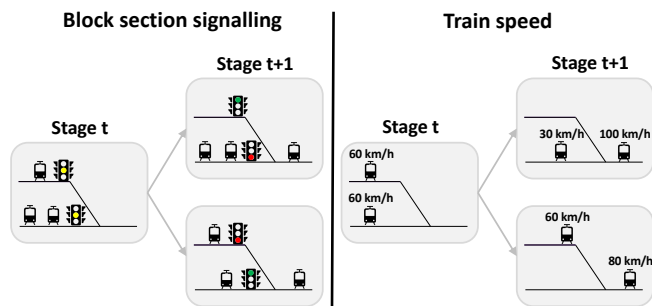 Block section signalling
Train speed
Stage t
Stage t+1
Stage t
60 km/h
60 km/h
Stage t+1
30 km/h 100 km/h
60 km/h
80 km/h